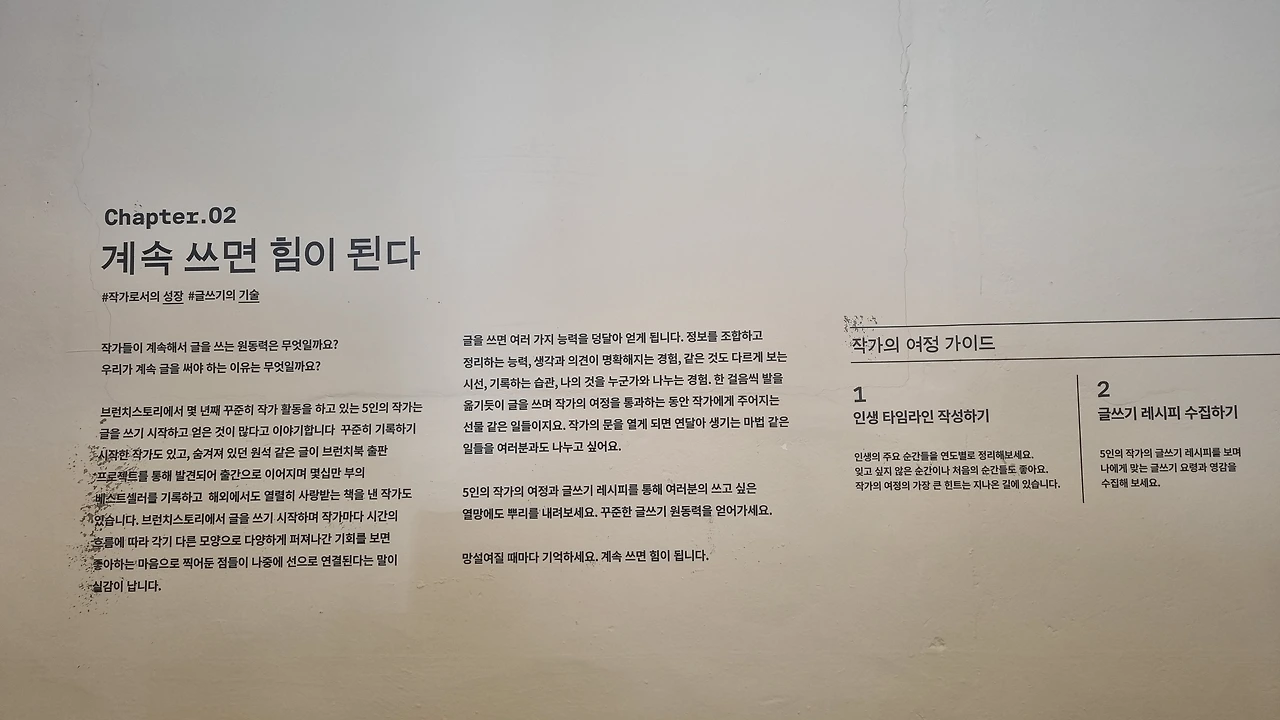 Chapter.02
계속 쓰면 힘이 된다
#작가로서의 성장 #글쓰기의 기술
작가들이 계속해서 글을 쓰는 원동력은 무엇일까요?
우리가 계속 글을 써야 하는 이유는 무엇일까요?
브런치스토리에서 몇 년째 꾸준히 작가 활동을 하고 있는 5인의 작가는
글을 쓰기 시작하고 얻은 것이 많다고 이야기합니다 꾸준히 기록하기
시작한 작가도 있고, 숨겨져 있던 원석 같은 글이 브런치북 출판
프로젝트를 통해 발견되어 출간으로 이어지며 몇십만 부의
베스트셀러를 기록하고 해외에서도 열렬히 사랑받는 책을 낸 작가도
있습니다. 브런치스토리에서 글을 쓰기 시작하며 작가마다 시간의
흐름에 따라 각기 다른 모양으로 다양하게 퍼져나간 기회를 보면
좋아하는 마음으로 찍어둔 점들이 나중에 선으로 연결된다는 말이
실감이 납니다.
글을 쓰면 여러 가지 능력을 덩달아 얻게 됩니다. 정보를 조합하고
정리하는 능력, 생각과 의견이 명확해지는 경험, 같은 것도 다르게 보는
시선, 기록하는 습관, 나의 것을 누군가와 나누는 경험. 한 걸음씩 발을
옮기듯이 글을 쓰며 작가의 여정을 통과하는 동안 작가에게 주어지는
선물 같은 일들이지요. 작가의 문을 열게 되면 연달아 생기는 마법 같은
일들을 여러분과도 나누고 싶어요.
5인의 작가의 여정과 글쓰기 레시피를 통해 여러분의 쓰고 싶은
열망에도 뿌리를 내려보세요. 꾸준한 글쓰기 원동력을 얻어가세요.
망설여질 때마다 기억하세요. 계속 쓰면 힘이 됩니다.
작가의 여정 가이드
1
인생 타임라인 작성하기
인생의 주요 순간들을 연도별로 정리해보세요.
잊고 싶지 않은 순간이나 처음의 순간들도 좋아요.
작가의 여정의 가장 큰 힌트는 지나온 길에 있습니다.
2
글쓰기 레시피 수집하기
5인의 작가의 글쓰기 레시피를 보며
나에게 맞는 글쓰기 요령과 영감을
수집해 보세요.